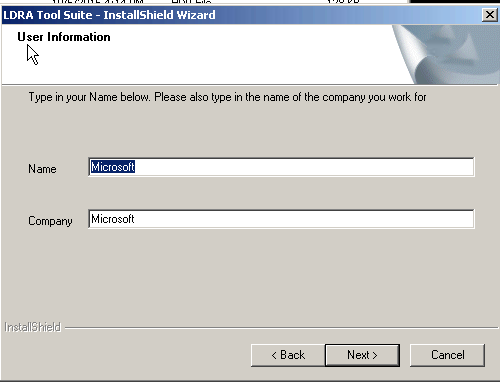 LDRA Tool Suite - InstallShield Wizard
User Information
Type in your Name below. Please also type in the name of the company you work for
Name
Microsoft
Company
Microsoft
InstallShield
< Back
Next >
Cancel